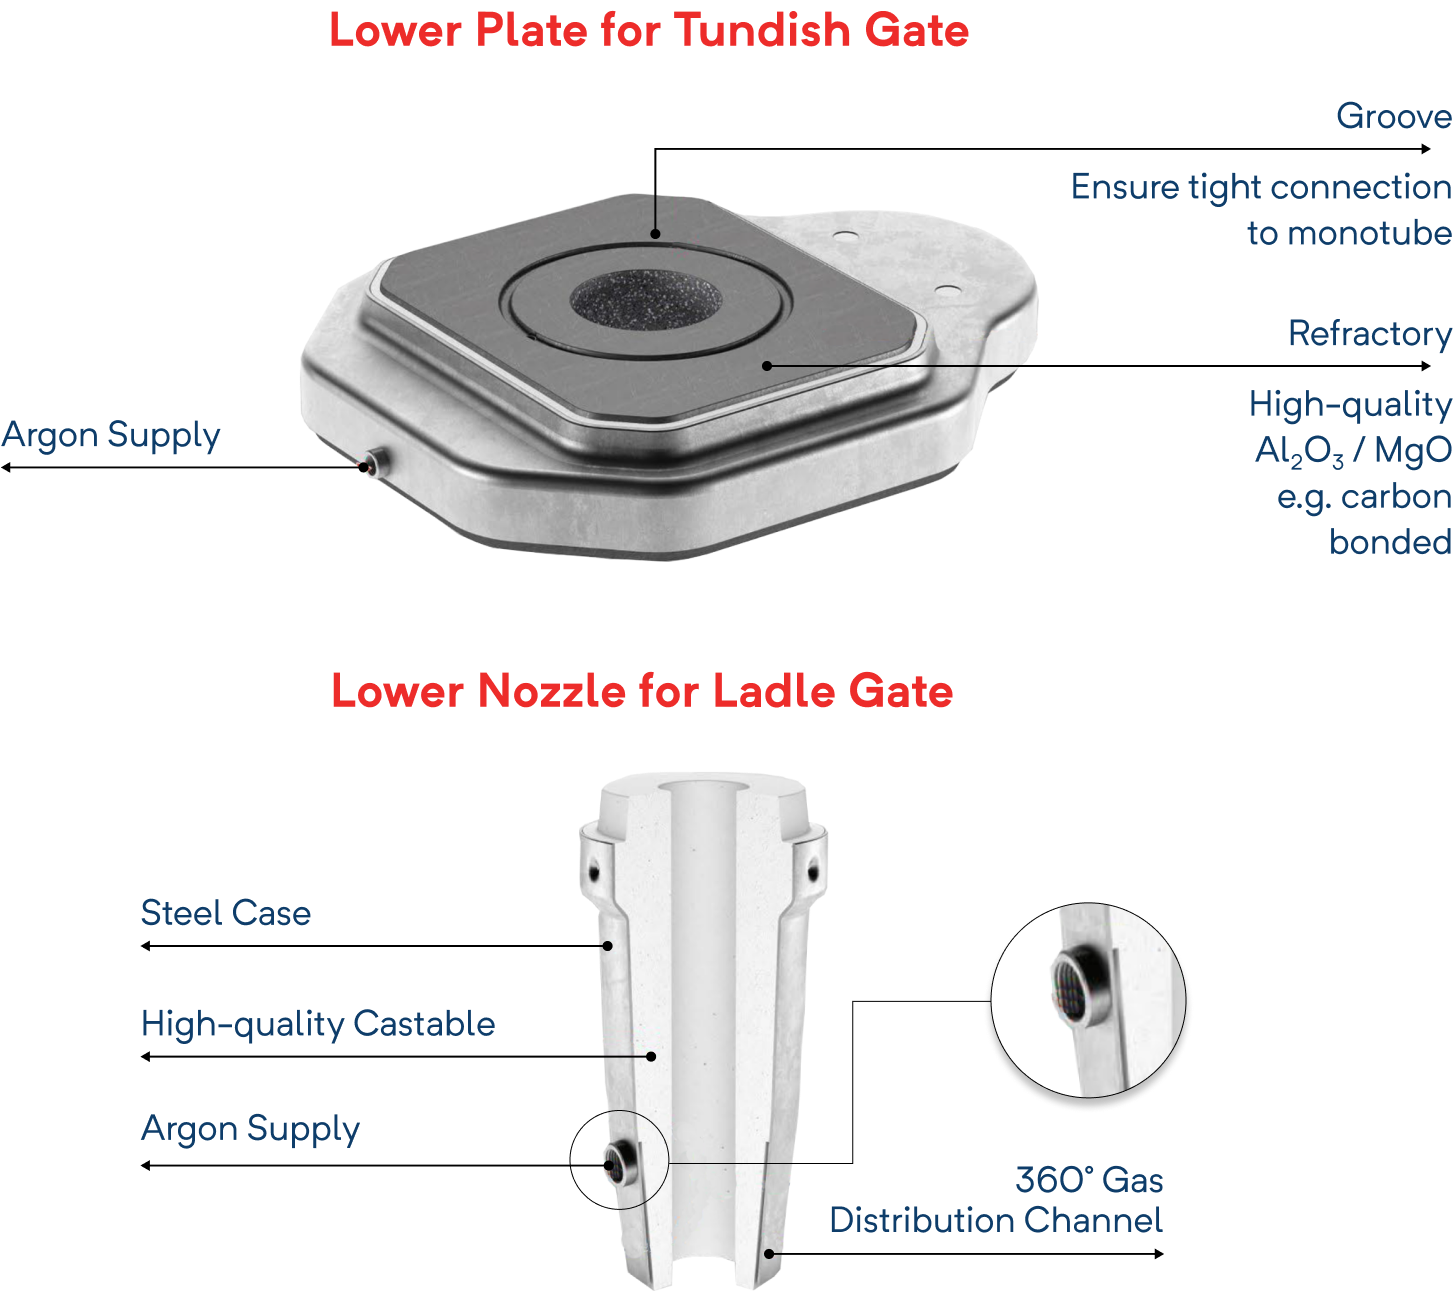 Lower Plate for Tundish Gate
Groove
Ensure tight connection
to monotube
Refractory
High-quality
Al₂O₃ / MgO
e.g. carbon
bonded
Argon Supply
Lower Nozzle for Ladle Gate
Steel Case
High-quality Castable
Argon Supply
360° Gas
Distribution Channel